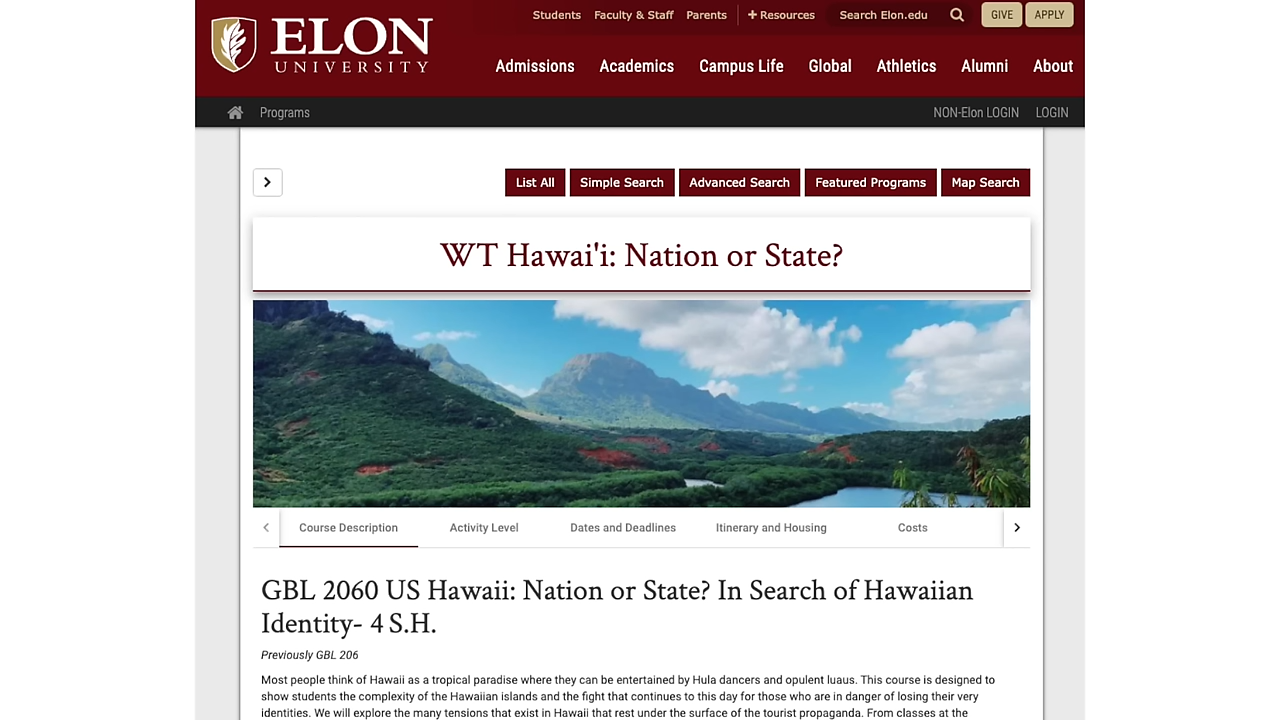 Students Faculty & Staff Parents + Resources Search Elon.edu GIVE APPLY
ELON
UNIVERSITY
Admissions Academics Campus Life Global Athletics Alumni About
Programs NON-Elon LOGIN LOGIN
List All Simple Search Advanced Search Featured Programs Map Search
WT Hawai'i: Nation or State?
Course Description Activity Level Dates and Deadlines Itinerary and Housing Costs
GBL 2060 US Hawaii: Nation or State? In Search of Hawaiian
Identity- 4 S.H.
Previously GBL 206
Most people think of Hawaii as a tropical paradise where they can be entertained by Hula dancers and opulent luaus. This course is designed to
show students the complexity of the Hawaiian islands and the fight that continues to this day for those who are in danger of losing their very
identities. We will explore the many tensions that exist in Hawaii that rest under the surface of the tourist propaganda. From classes at the